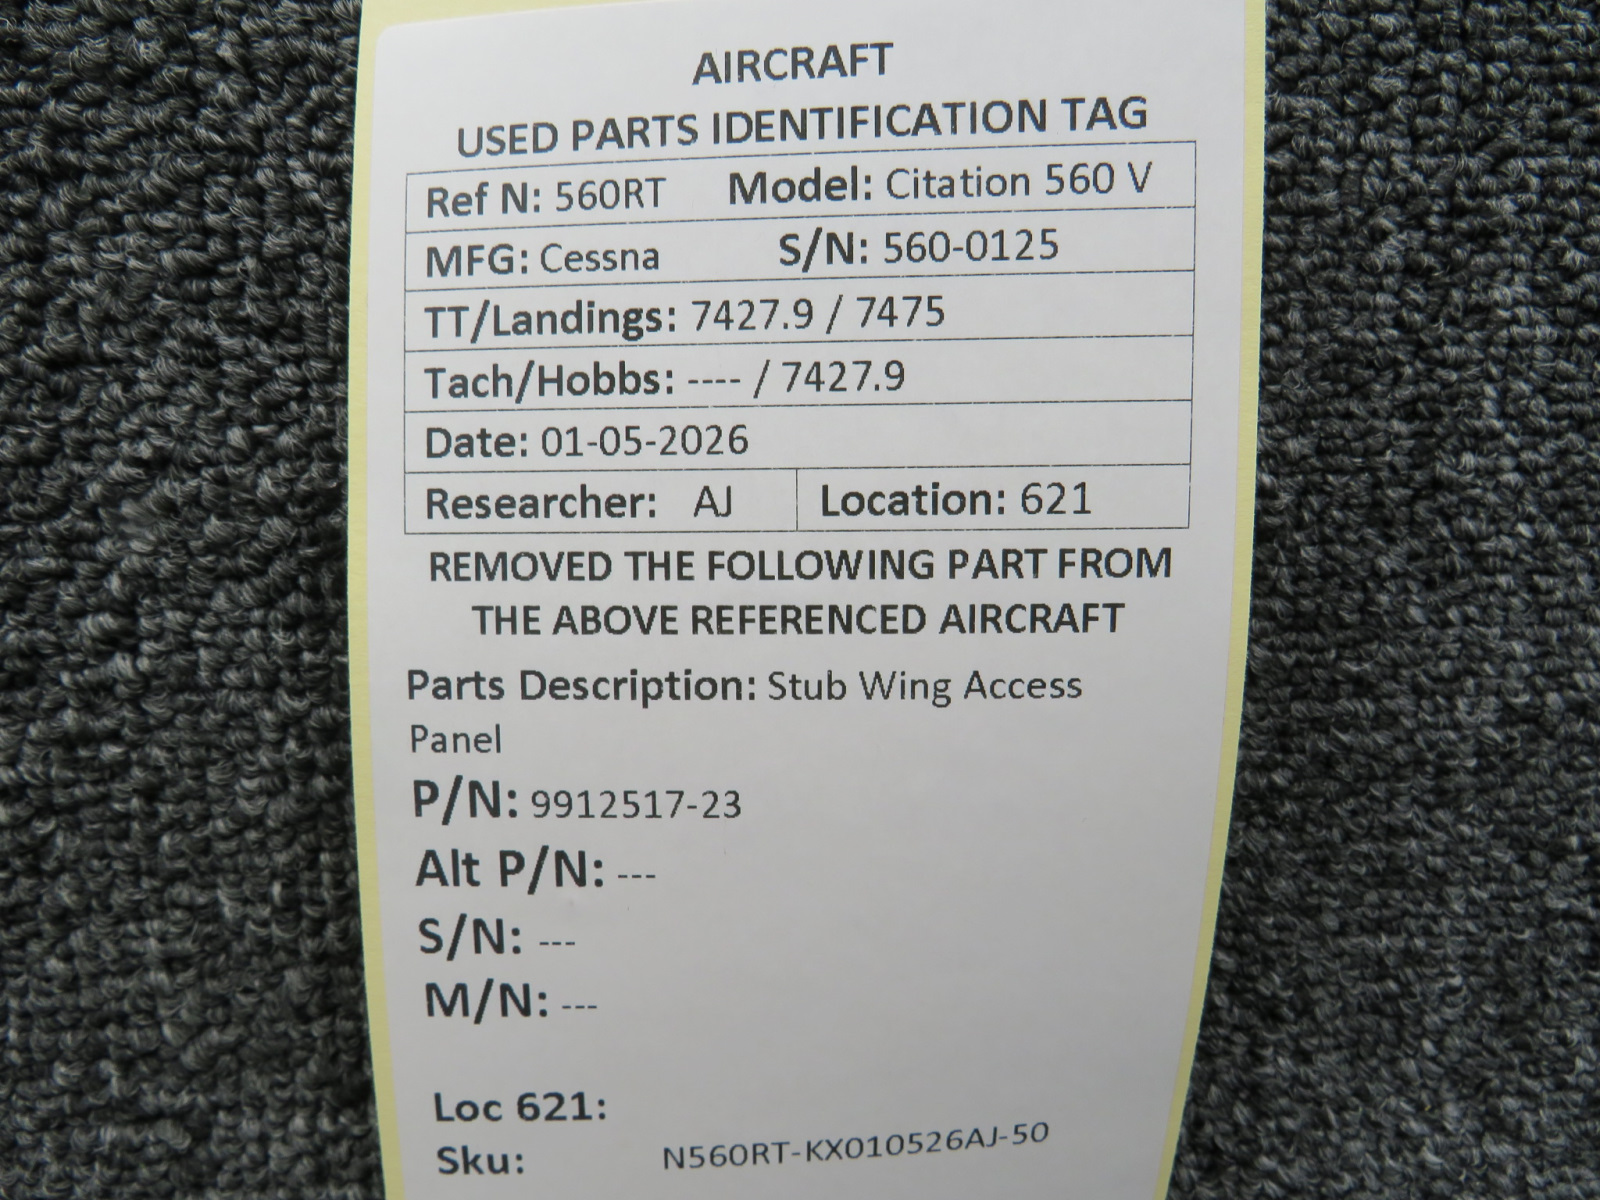 AIRCRAFT
USED PARTS IDENTIFICATION TAG
Ref N: 560RT Model: Citation 560 V
MFG: Cessna S/N: 560-0125
TT/Landings: 7427.9 / 7475
Tach/Hobbs: ---- / 7427.9
Date: 01-05-2026
Researcher: AJ Location: 621
REMOVED THE FOLLOWING PART FROM
THE ABOVE REFERENCED AIRCRAFT
Parts Description: Stub Wing Access
Panel
P/N: 9912517-23
Alt P/N: ---
S/N: ---
M/N: ---
Loc 621:
Sku: N560RT-KX010526AJ-50